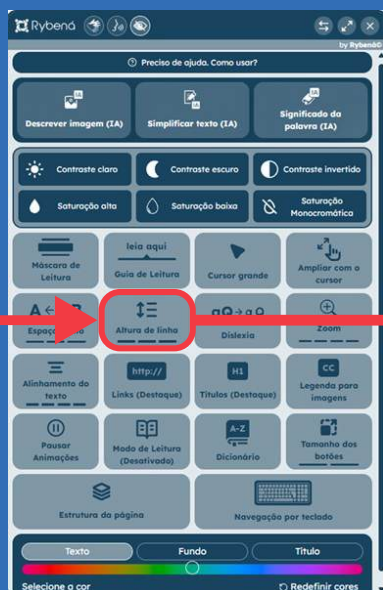 Rybená
by Rybená©
Preciso de ajuda. Como usar?
Descrever imagem (IA)
Simplificar texto (IA)
Significado da
palavra (IA)
Contraste
claro
Contraste escuro
Contraste invertido
Saturação
alta
Saturação baixa
Saturação
Monocromática
Máscara de
Leitura
leia aqui
Guia de Leitura
Cursor grande
Ampliar com o
cursor
Altura de linha
Dislexia
Zoom
Alinhamento do
texto
http://
Links (Destaque)
H1
Títulos (Destaque)
CC
Legenda para
imagens
Pausar
Animações
Modo de Leitura
(Desativado)
A-Z
Dicionário
Tamanho dos
botões
Estrutura da página
Navegação por teclado
Texto
Fundo
Título
Selecione a cor
Redefinir cores